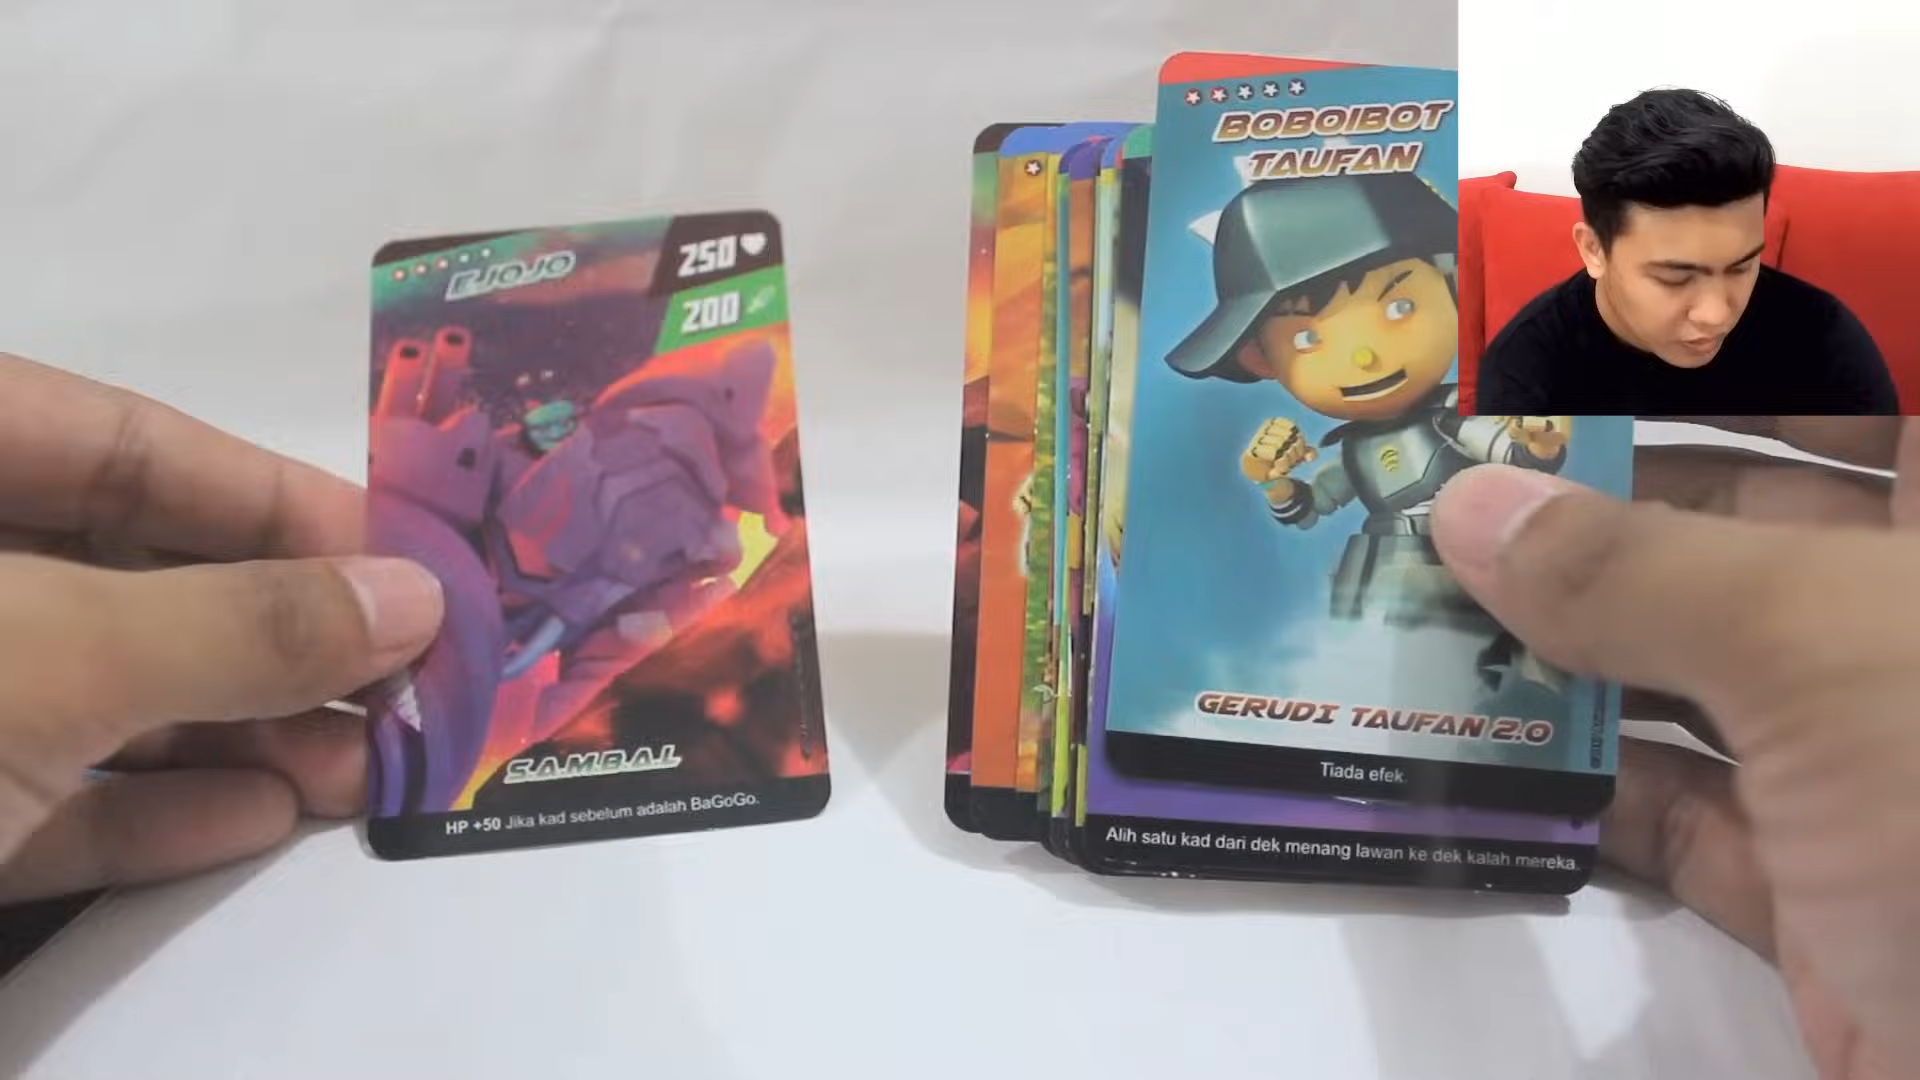 EJOJO
250
200
S.A.M.B.A.L
HP +50 Jika kad sebelum adalah BaGoGo.
BOBOIBOT
TAUFAN
GERUDI TAUFAN 2.0
Tiada efek.
Alih satu kad dari dek menang lawan ke dek kalah mereka.